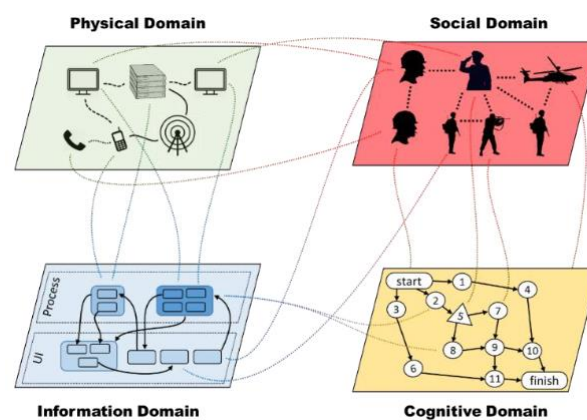 Physical Domain
Social Domain
Process
UI
start
1
2
3
4
5
7
8
9
10
6
11
finish
Information Domain
Cognitive Domain